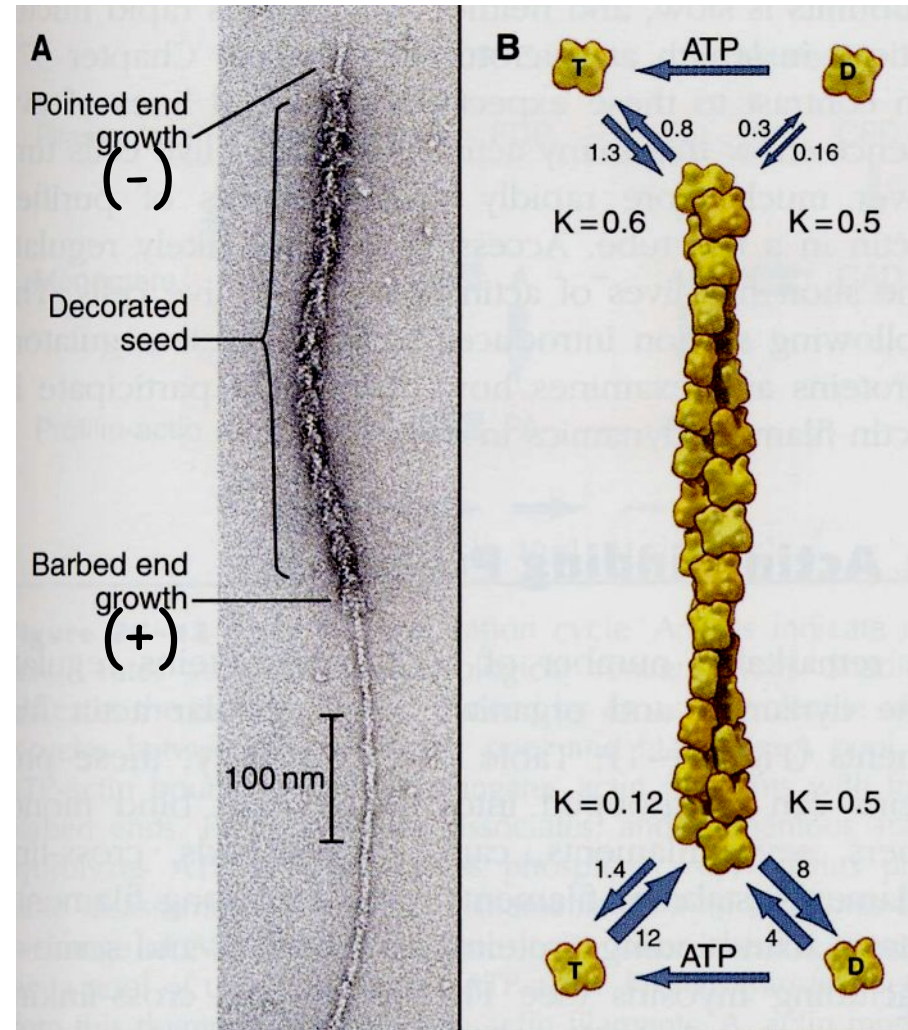 A
Pointed end
growth
(-)
Decorated
seed
Barbed end
growth
(+)
100 nm
B
T
ATP
D
0.8
1.3
0.3
0.16
K=0.6
K=0.5
K=0.12
K=0.5
1.4
12
8
4
T
ATP
D